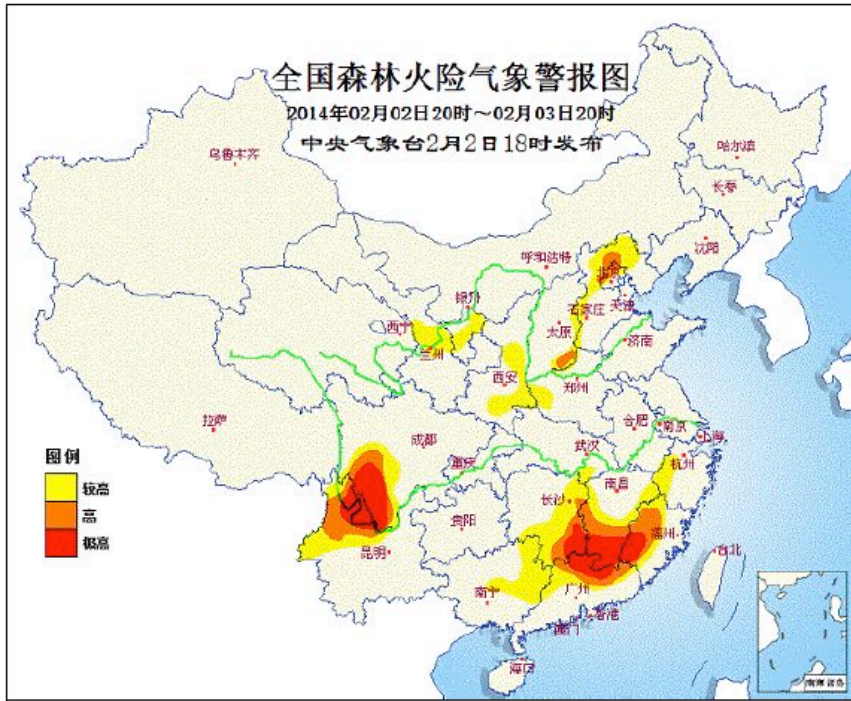 全国森林火险气象警报图
2014年02月02日20时～02月03日20时
中央气象台2月2日18时发布
乌鲁木齐
哈尔滨
长春
沈阳
呼和浩特
北京
天津
银川
石家庄
西宁
太原
济南
兰州
西安
郑州
拉萨
合肥
南京
上海
成都
武汉
杭州
重庆
南昌
长沙
图例
较高
高
极高
贵阳
福州
昆明
台北
南宁
广州
香港
澳门
海口
南海诸岛